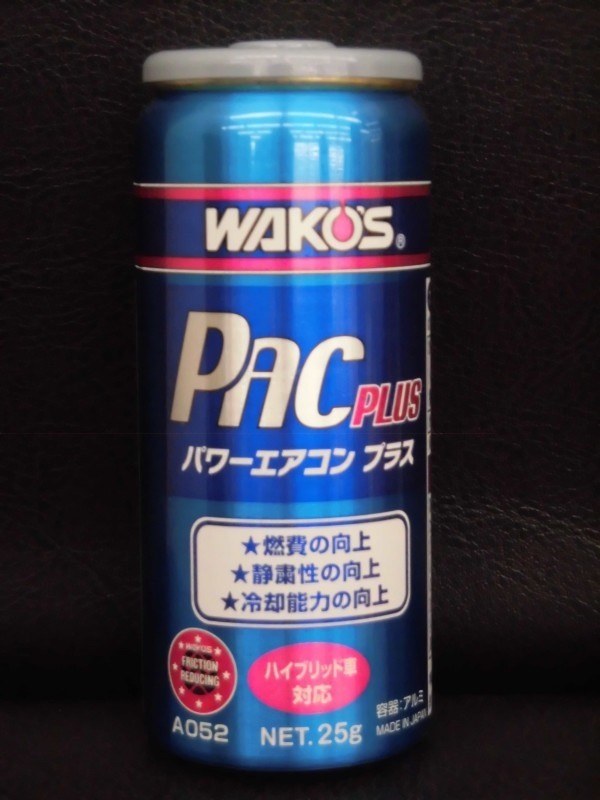 WAKO'S®
PAC PLUS
パワーエアコン プラス
★燃費の向上
★静粛性の向上
★冷却能力の向上
WAKO'S
FRICTION
REDUCING
ハイブリッド車
対応
A052
NET. 25g
容器:アルミ
MADE IN JAPAN